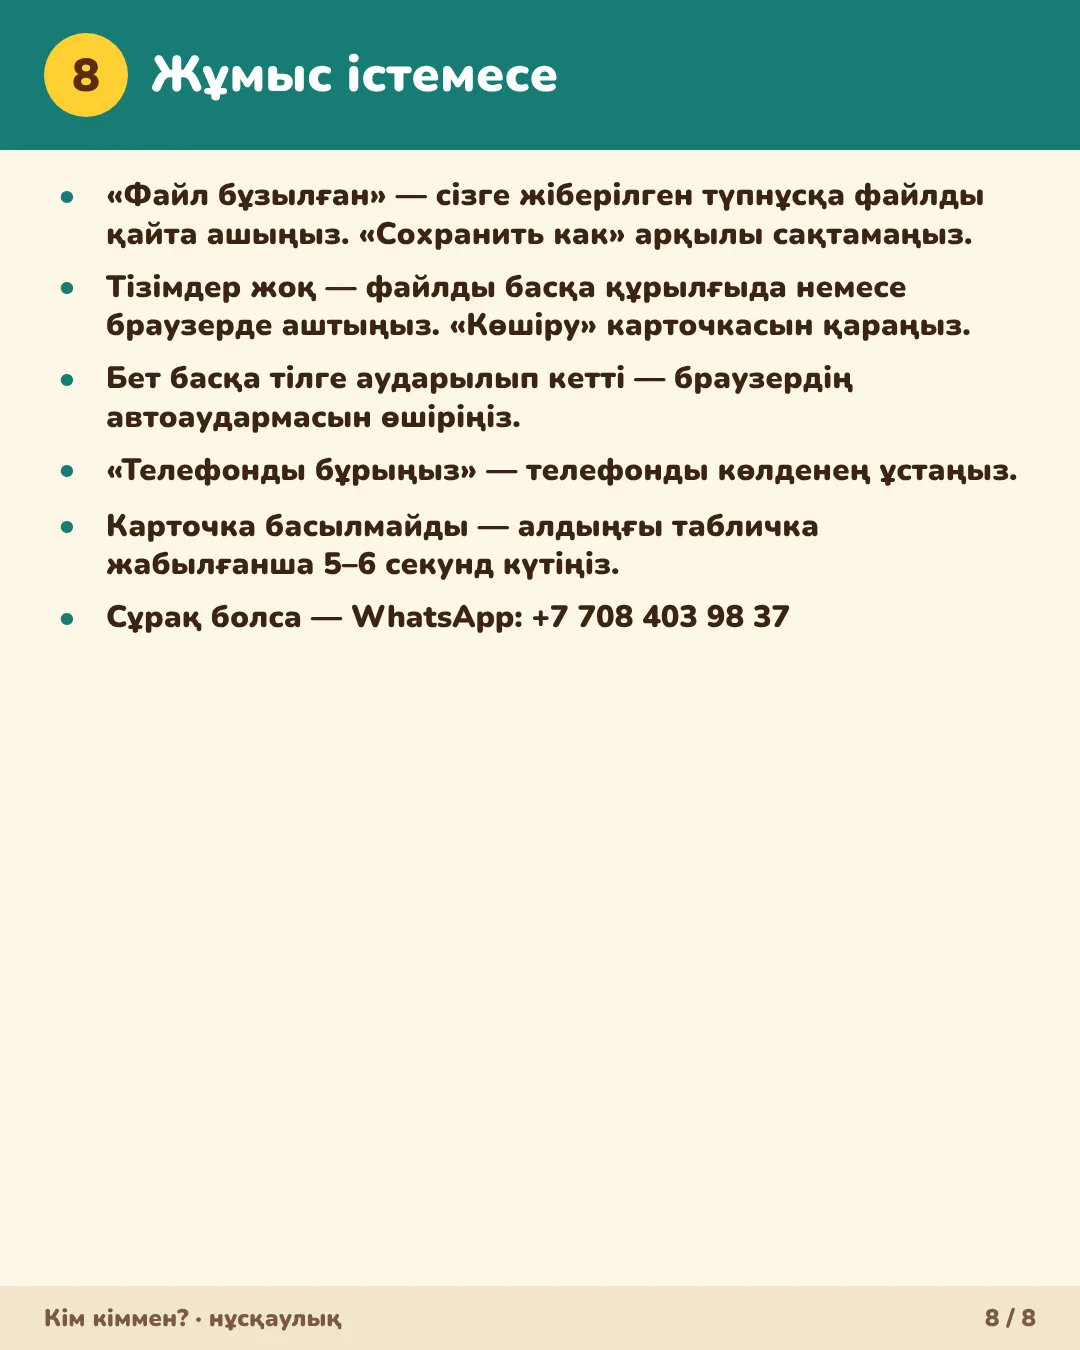 8 Жұмыс істемесе
• «Файл бұзылған» — сізге жіберілген түпнұсқа файлды
қайта ашыңыз. «Сохранить как» арқылы сақтамаңыз.
• Тізімдер жоқ — файлды басқа құрылғыда немесе
браузерде аштыңыз. «Көшіру» карточкасын қараңыз.
• Бет басқа тілге аударылып кетті — браузердің
автоаудармасын өшіріңіз.
• «Телефонды бұрыңыз» — телефонды көлденең ұстаңыз.
• Карточка басылмайды — алдыңғы табличка
жабылғанша 5–6 секунд күтіңіз.
• Сұрақ болса — WhatsApp: +7 708 403 98 37
Кім кіммен? · нұсқаулық
8 / 8